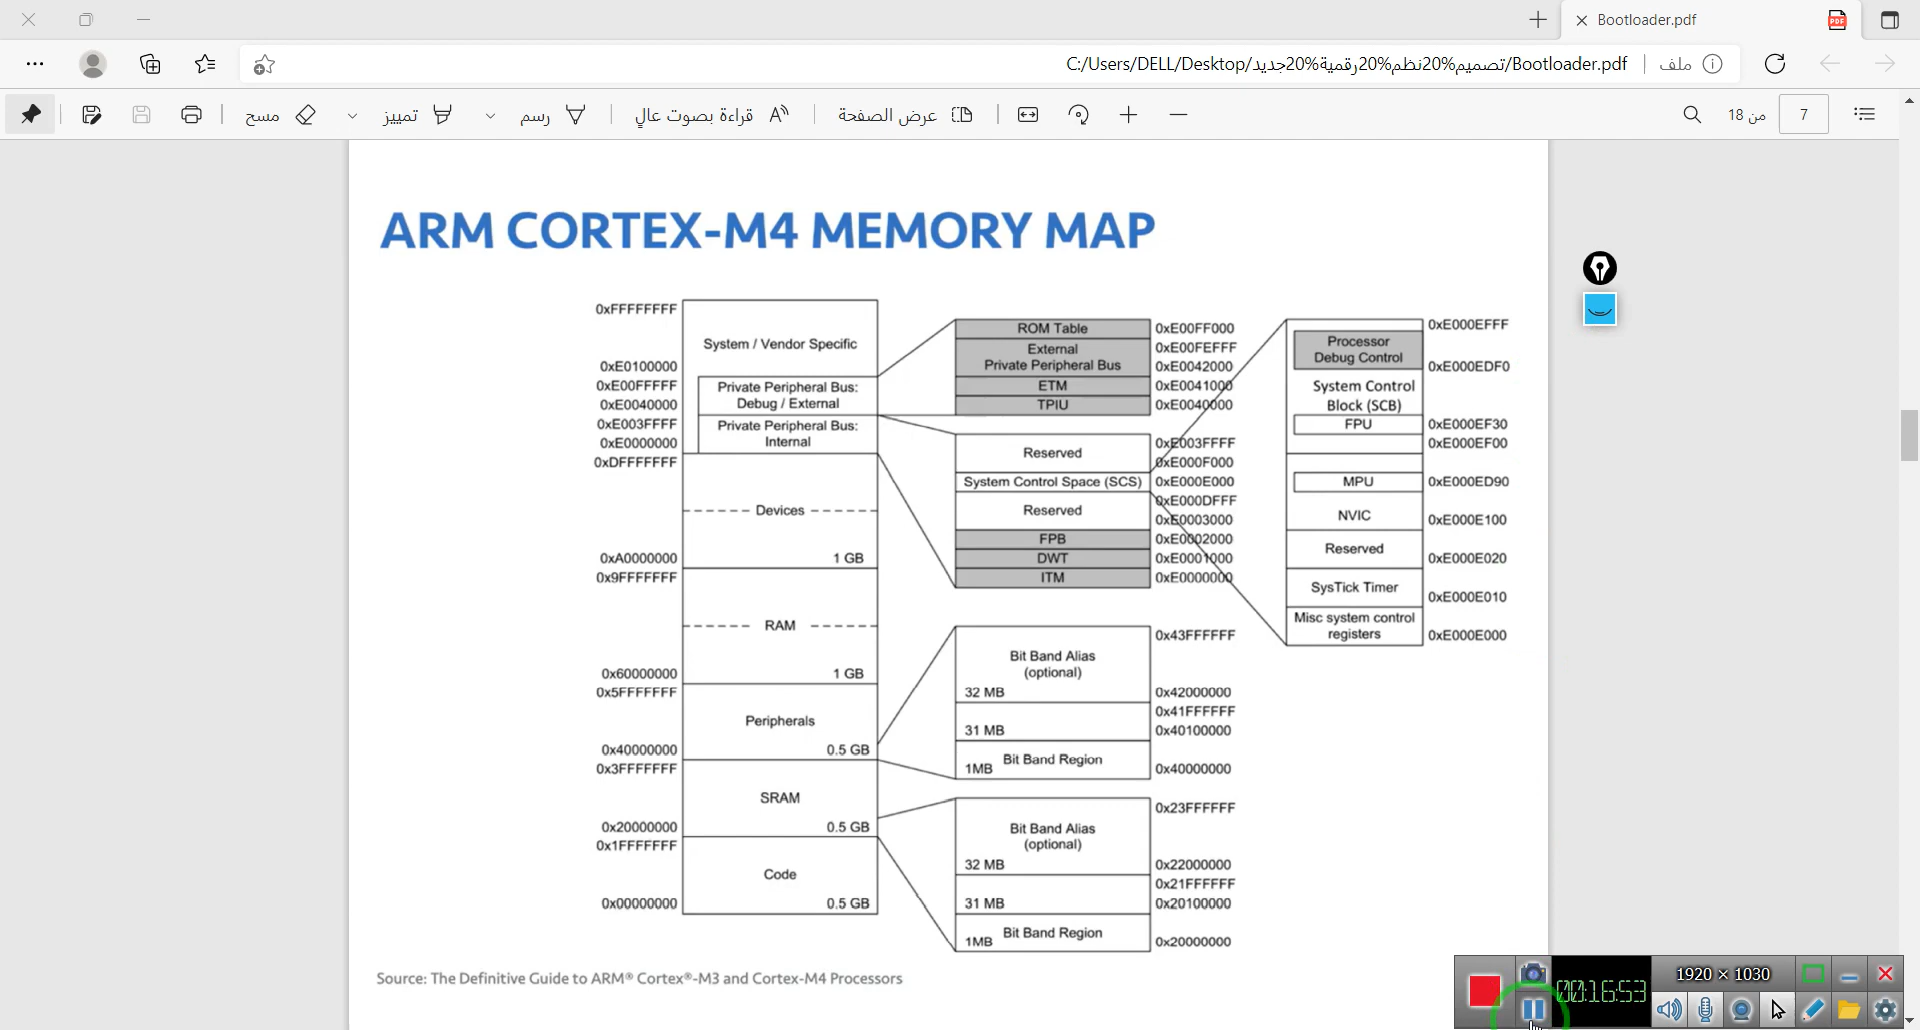 Bootloader.pdf
C:/Users/DELL/Desktop/تصميم%20نظم%20رقمية%20جديد/Bootloader.pdf
ملف
مسح
تمييز
رسم
قراءة بصوت عالٍ
عرض الصفحة
من 18
7
ARM CORTEX-M4 MEMORY MAP
0xFFFFFFFF
System / Vendor Specific
0xE0100000
0xE00FFFFF
Private Peripheral Bus:
Debug / External
0xE0040000
0xE003FFFF
Private Peripheral Bus:
Internal
0xE0000000
0xDFFFFFFF
Devices
0xA0000000
1 GB
0x9FFFFFFF
RAM
0x60000000
1 GB
0x5FFFFFFF
Peripherals
0x40000000
0.5 GB
0x3FFFFFFF
SRAM
0x20000000
0.5 GB
0x1FFFFFFF
Code
0x00000000
0.5 GB
ROM Table
0xE00FF000
External
Private Peripheral Bus
0xE00FEFFF
0xE0042000
ETM
0xE0041000
TPIU
0xE0040000
Reserved
0xE003FFFF
0xE000F000
System Control Space (SCS)
0xE000E000
Reserved
0xE000DFFF
0xE0003000
FPB
0xE0002000
DWT
0xE0001000
ITM
0xE0000000
0x43FFFFFF
Bit Band Alias
(optional)
32 MB
0x42000000
0x41FFFFFF
31 MB
0x40100000
Bit Band Region
1MB
0x40000000
0x23FFFFFF
Bit Band Alias
(optional)
32 MB
0x22000000
0x21FFFFFF
31 MB
0x20100000
Bit Band Region
1MB
0x20000000
0xE000EFFF
Processor
Debug Control
0xE000EDF0
System Control
Block (SCB)
FPU
0xE000EF30
0xE000EF00
MPU
0xE000ED90
NVIC
0xE000E100
Reserved
0xE000E020
SysTick Timer
0xE000E010
Misc system control
registers
0xE000E000
Source: The Definitive Guide to ARM® Cortex®-M3 and Cortex-M4 Processors
00:16:53
1920 × 1030